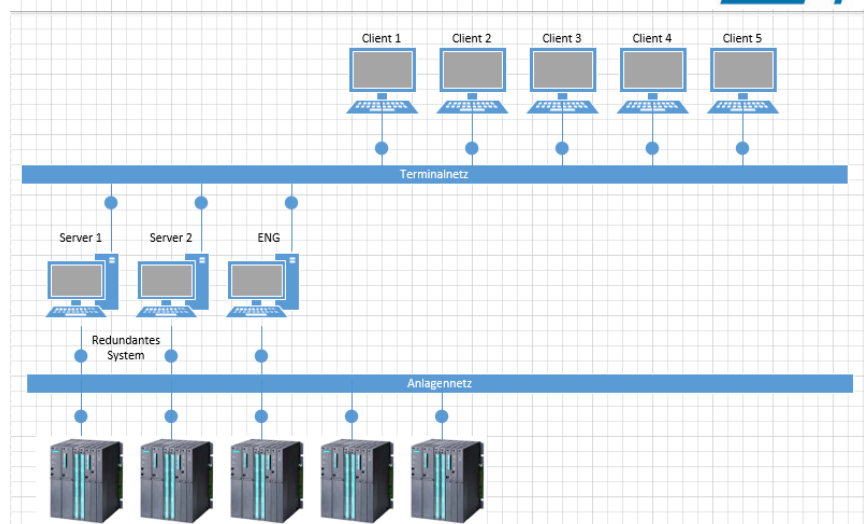 Client 1
Client 2
Client 3
Client 4
Client 5
Terminalnetz
Server 1
Server 2
ENG
Redundantes
System
Anlagennetz